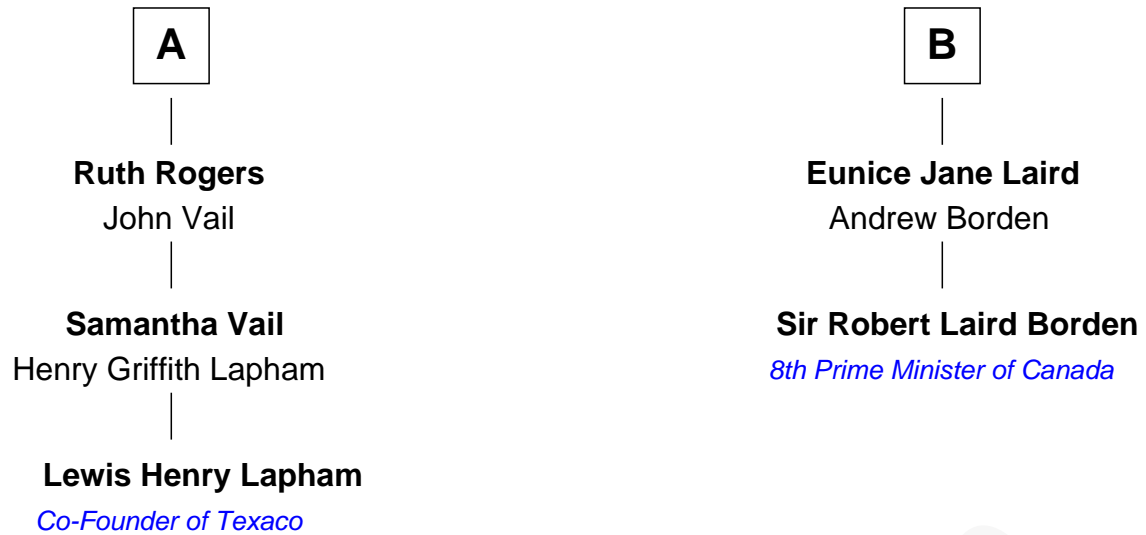 A
Ruth Rogers
John Vail
Samantha Vail
Henry Griffith Lapham
Lewis Henry Lapham
Co-Founder of Texaco
B
Eunice Jane Laird
Andrew Borden
Sir Robert Laird Borden
8th Prime Minister of Canada